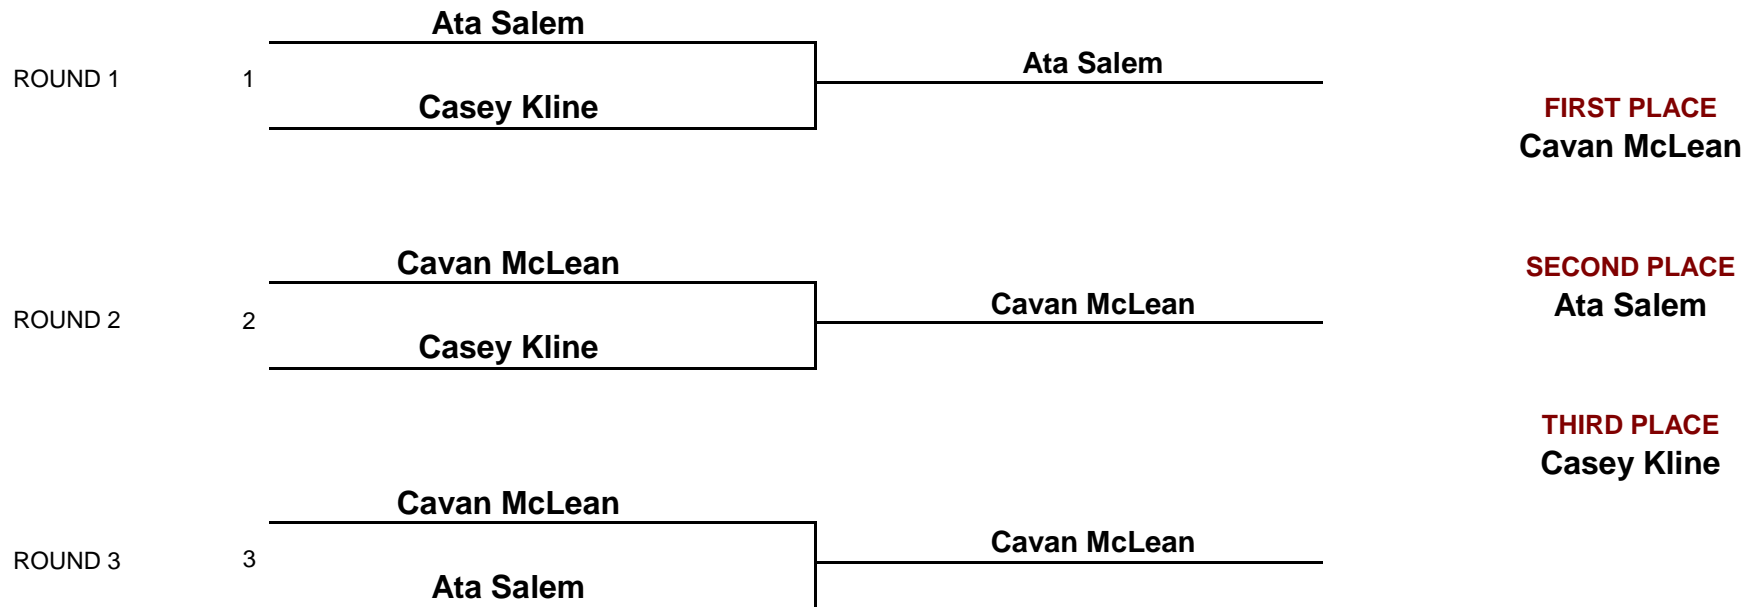 Ata Salem
ROUND 1 1 Ata Salem
Casey Kline
FIRST PLACE
Cavan McLean
Cavan McLean
ROUND 2 2 Cavan McLean
Casey Kline
SECOND PLACE
Ata Salem
THIRD PLACE
Casey Kline
Cavan McLean
ROUND 3 3 Cavan McLean
Ata Salem